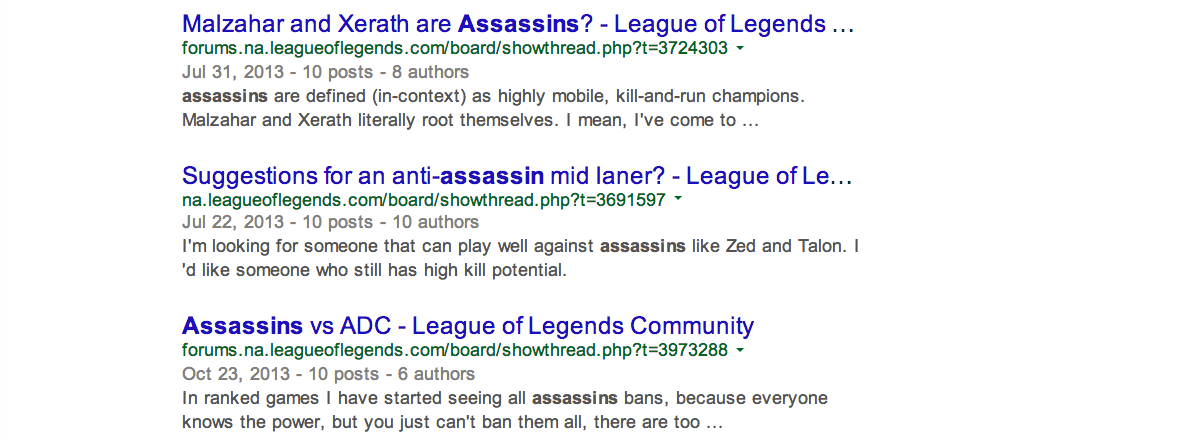 Malzahar and Xerath are Assassins? - League of Legends ...
forums.na.leagueoflegends.com/board/showthread.php?t=3724303
Jul 31, 2013 - 10 posts - 8 authors
assassins are defined (in-context) as highly mobile, kill-and-run champions.
Malzahar and Xerath literally root themselves. I mean, I've come to ...
Suggestions for an anti-assassin mid laner? - League of Le...
na.leagueoflegends.com/board/showthread.php?t=3691597
Jul 22, 2013 - 10 posts - 10 authors
I'm looking for someone that can play well against assassins like Zed and Talon. I
'd like someone who still has high kill potential.
Assassins vs ADC - League of Legends Community
forums.na.leagueoflegends.com/board/showthread.php?t=3973288
Oct 23, 2013 - 10 posts - 6 authors
In ranked games I have started seeing all assassins bans, because everyone
knows the power, but you just can't ban them all, there are too ...